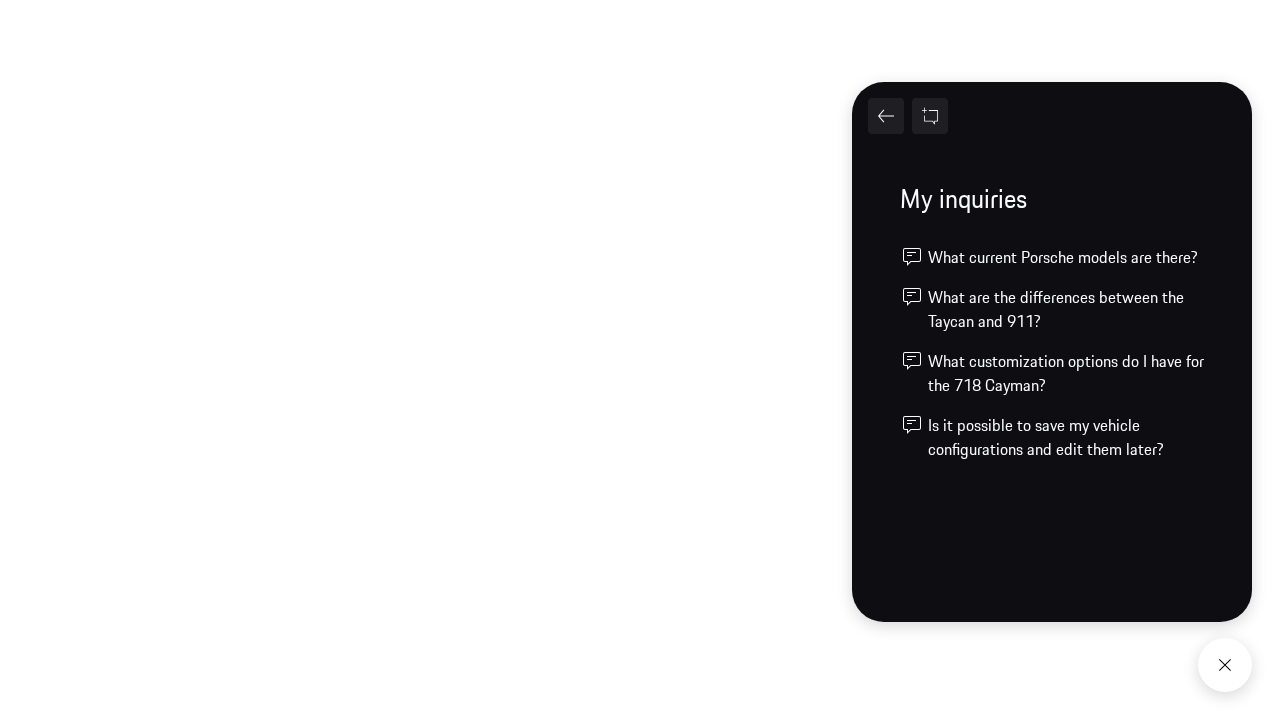 My inquiries
What current Porsche models are there?
What are the differences between the
Taycan and 911?
What customization options do I have for
the 718 Cayman?
Is it possible to save my vehicle
configurations and edit them later?